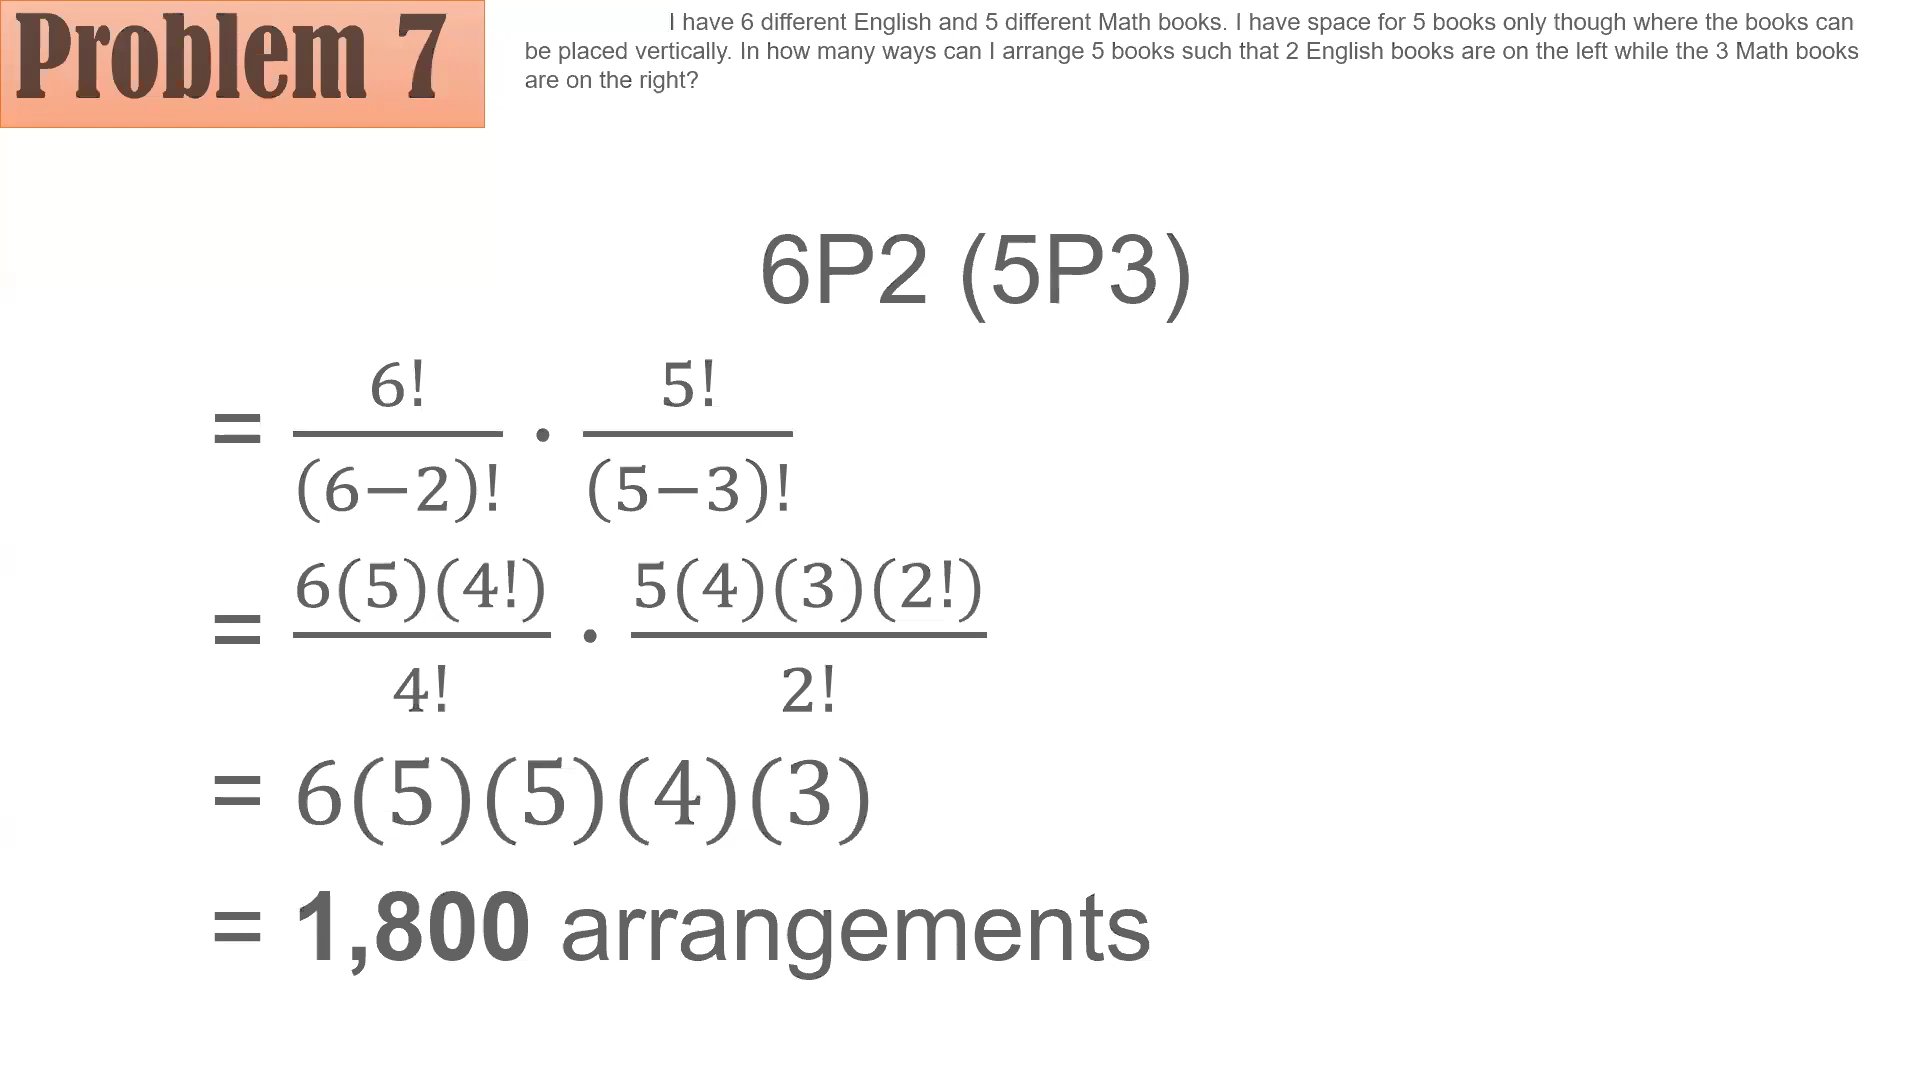 Problem 7
I have 6 different English and 5 different Math books. I have space for 5 books only though where the books can
be placed vertically. In how many ways can I arrange 5 books such that 2 English books are on the left while the 3 Math books
are on the right?
6P2 (5P3)
= 6!/(6−2)! · 5!/(5−3)!
= 6(5)(4!)/4! · 5(4)(3)(2!)/2!
= 6(5)(5)(4)(3)
= 1,800 arrangements